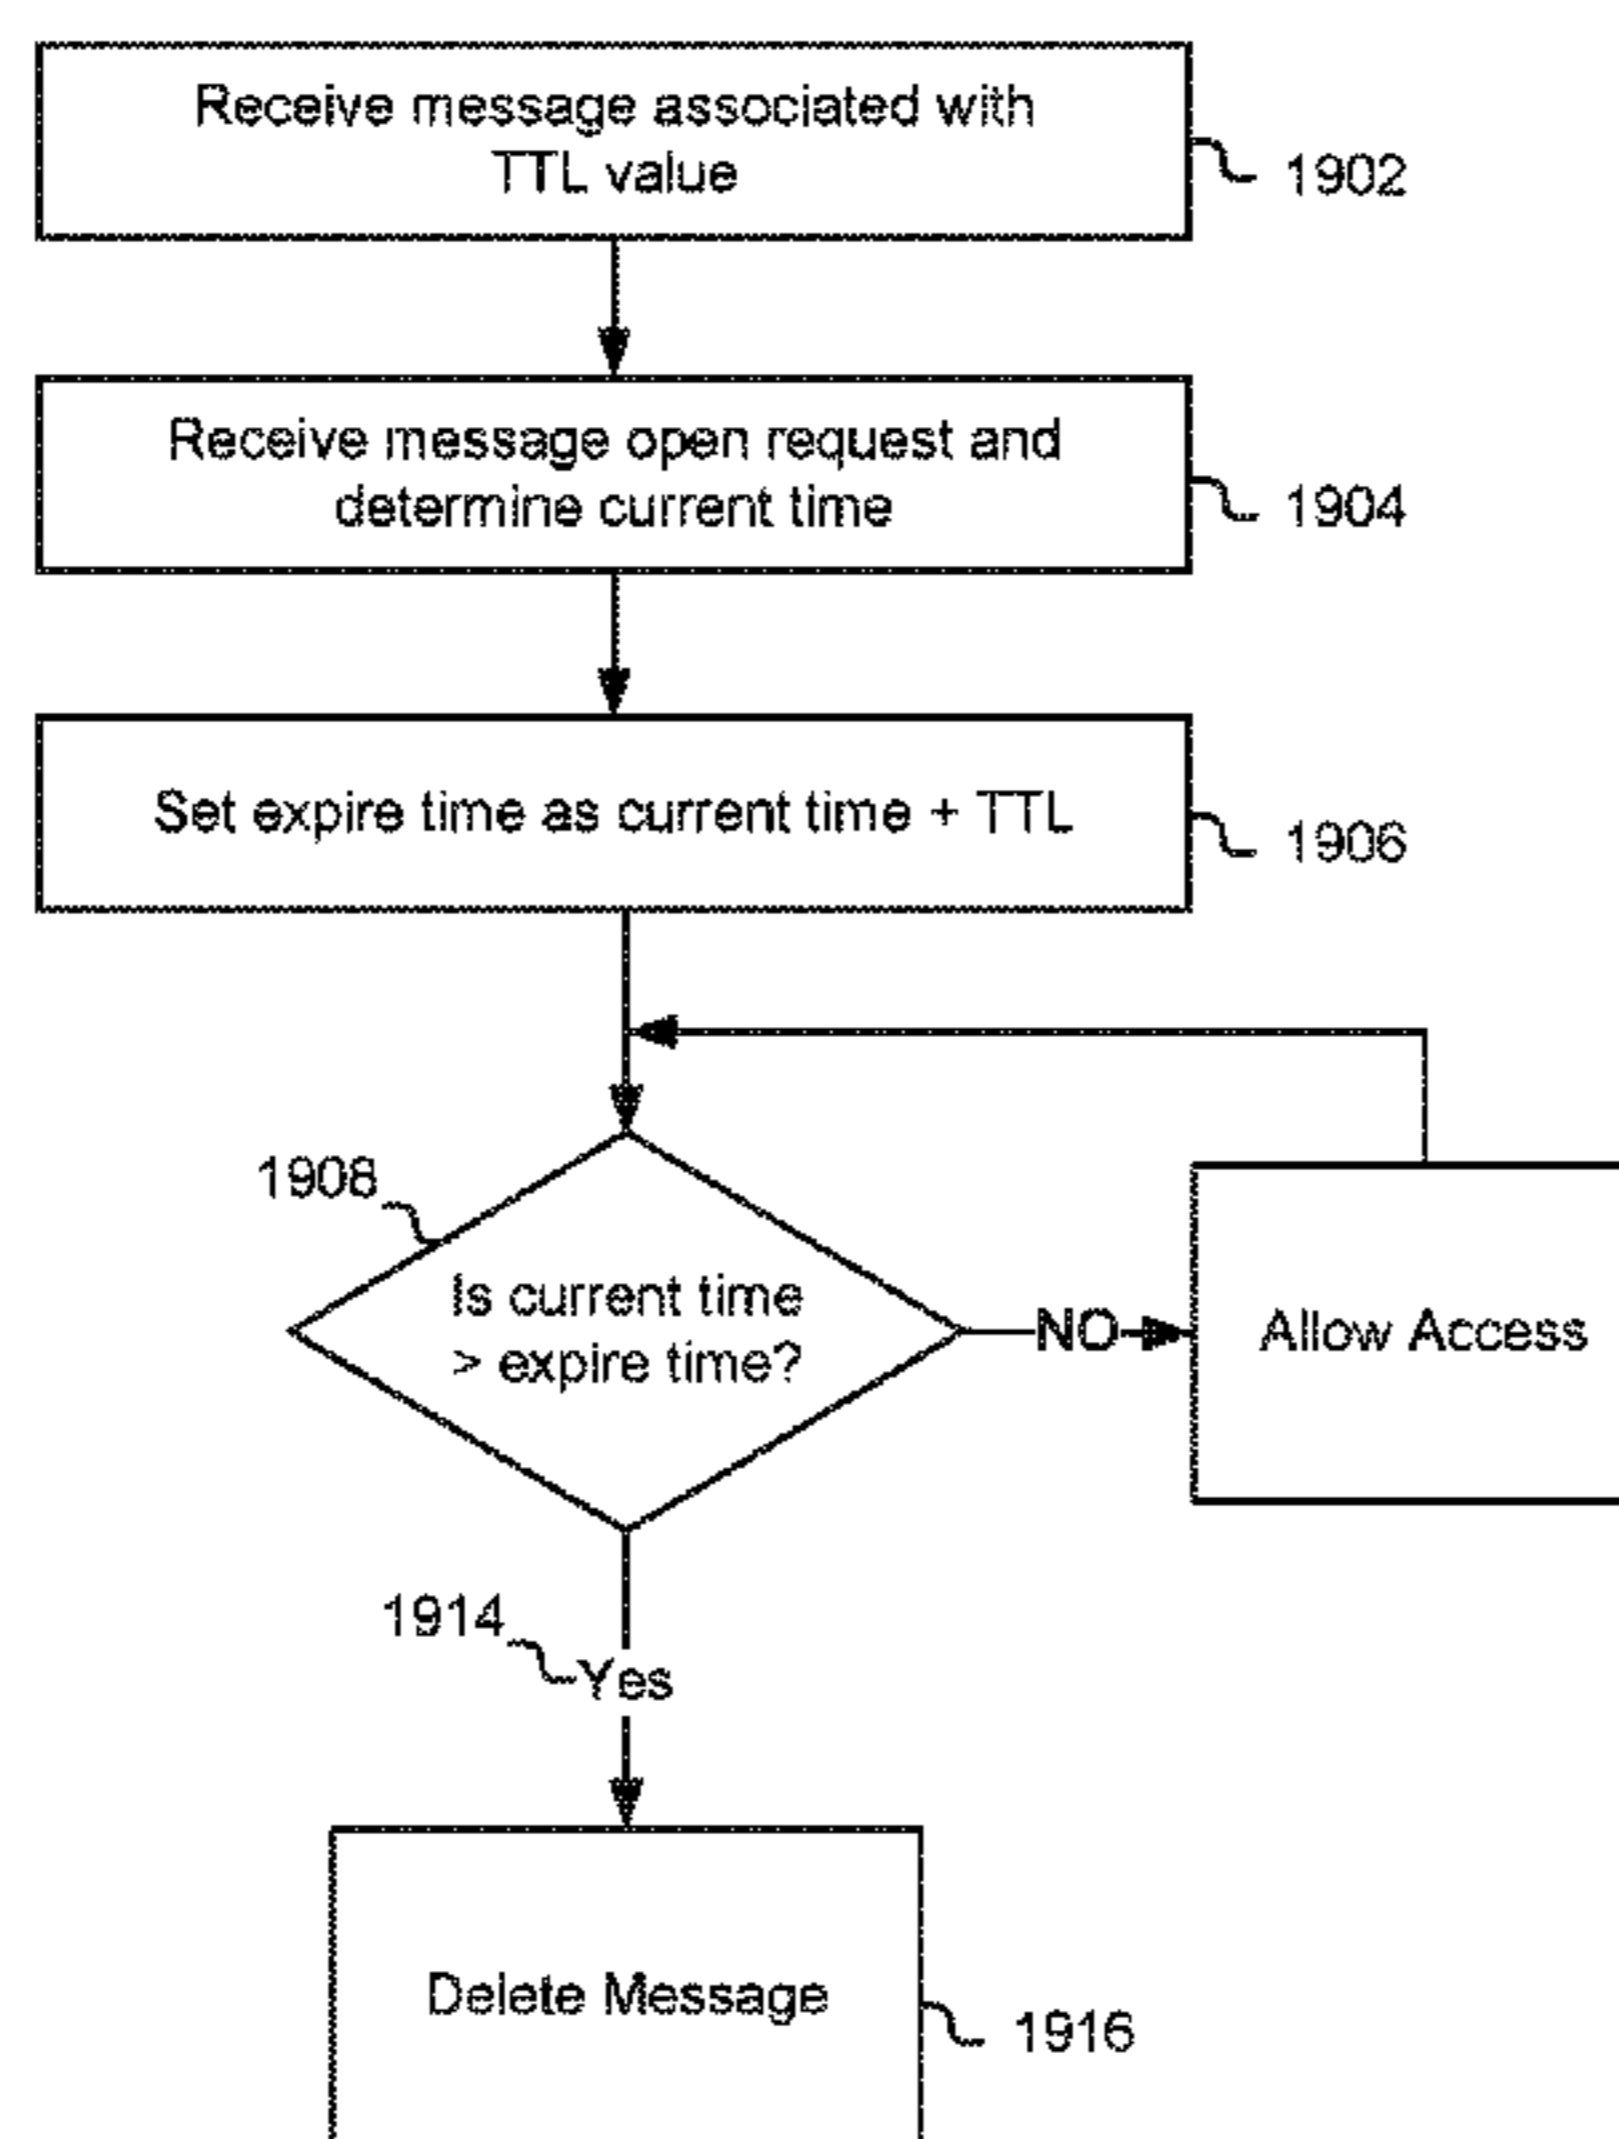 Receive message associated with
TTL value
1902
Receive message open request and
determine current time
1904
Set expire time as current time + TTL
1906
1908
Is current time
> expire time?
NO
Allow Access
1914
Yes
Delete Message
1916